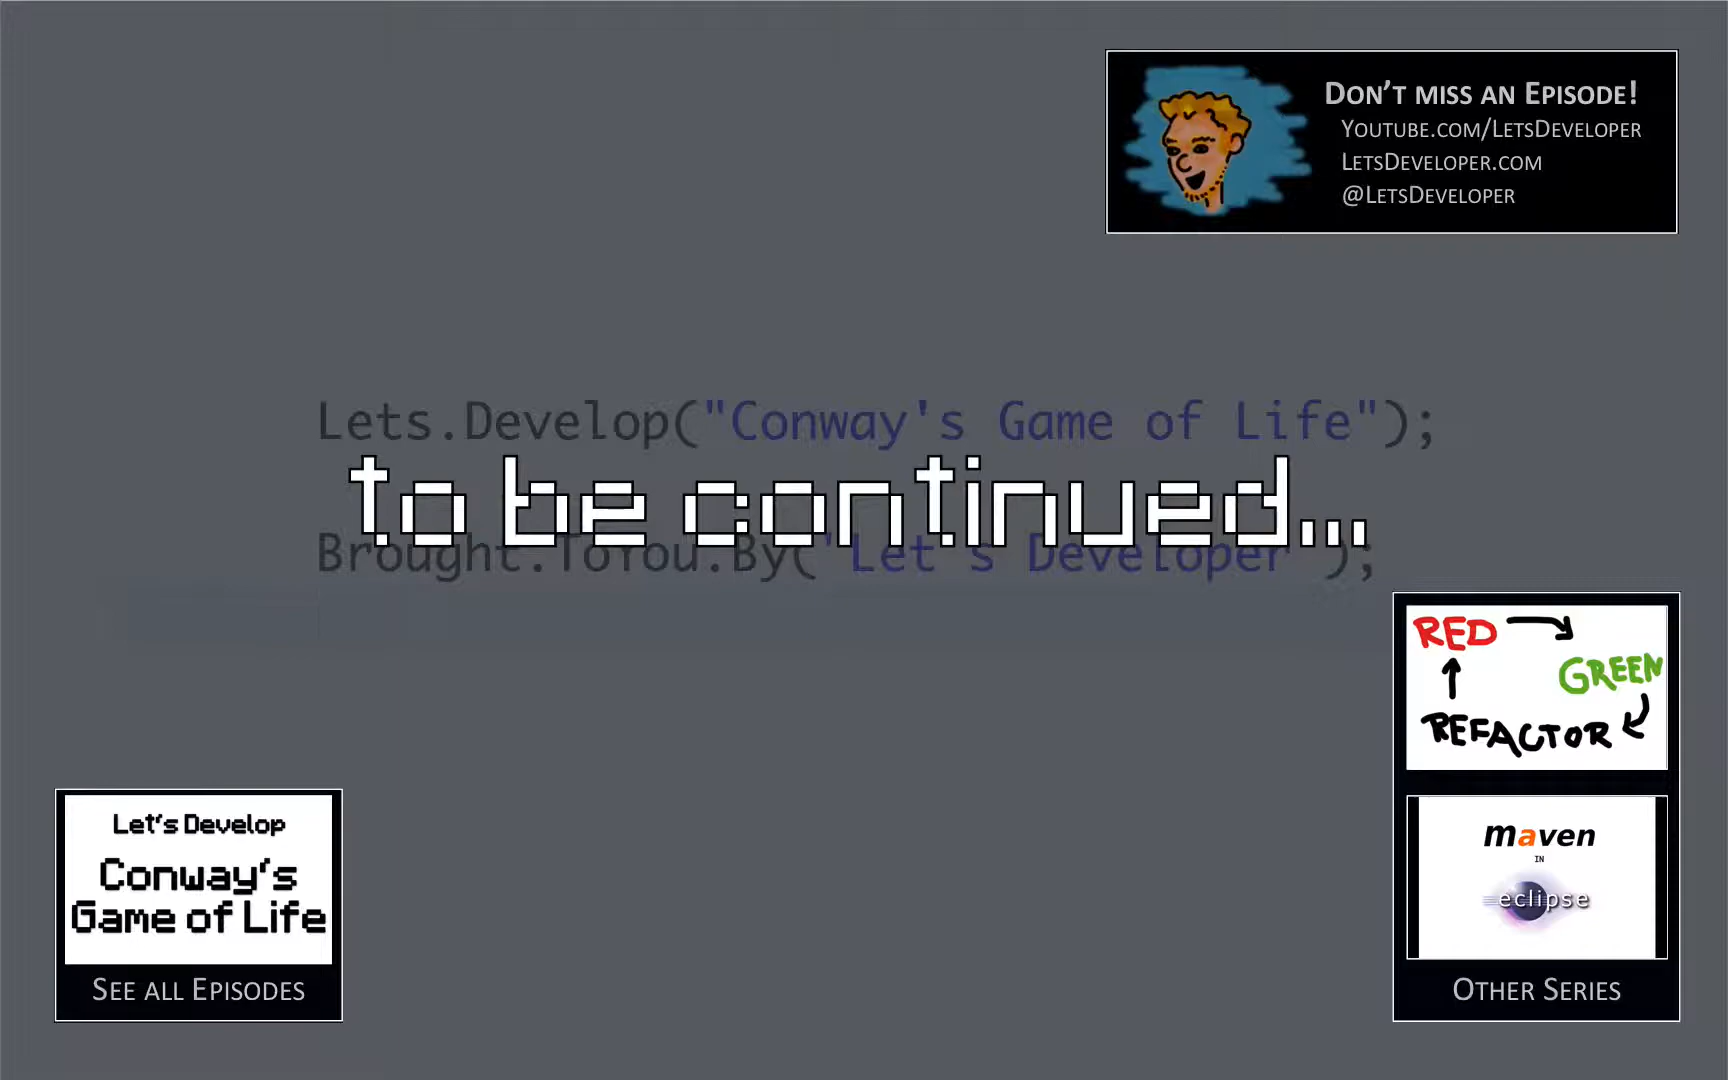 Don't miss an Episode!
Youtube.com/LetsDeveloper
LetsDeveloper.com
@LetsDeveloper
Lets.Develop("Conway's Game of Life");
to be continued...
Brought.ToYou.By("Let's Developer");
RED
GREEN
REFACTOR
maven
IN
eclipse
Other Series
Let's Develop
Conway's
Game of Life
See all Episodes